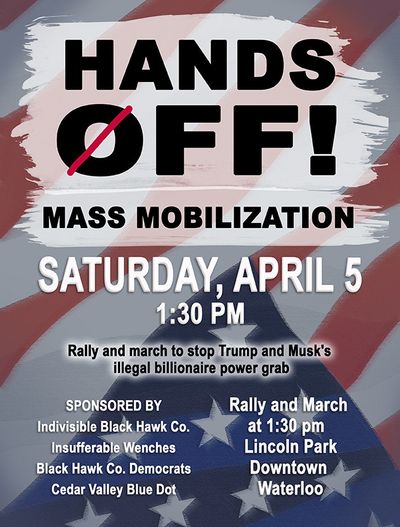 HANDS
OFF!
MASS MOBILIZATION
SATURDAY, APRIL 5
1:30 PM
Rally and march to stop Trump and Musk's
illegal billionaire power grab
SPONSORED BY
Indivisible Black Hawk Co.
Insufferable Wenches
Black Hawk Co. Democrats
Cedar Valley Blue Dot
Rally and March
at 1:30 pm
Lincoln Park
Downtown
Waterloo